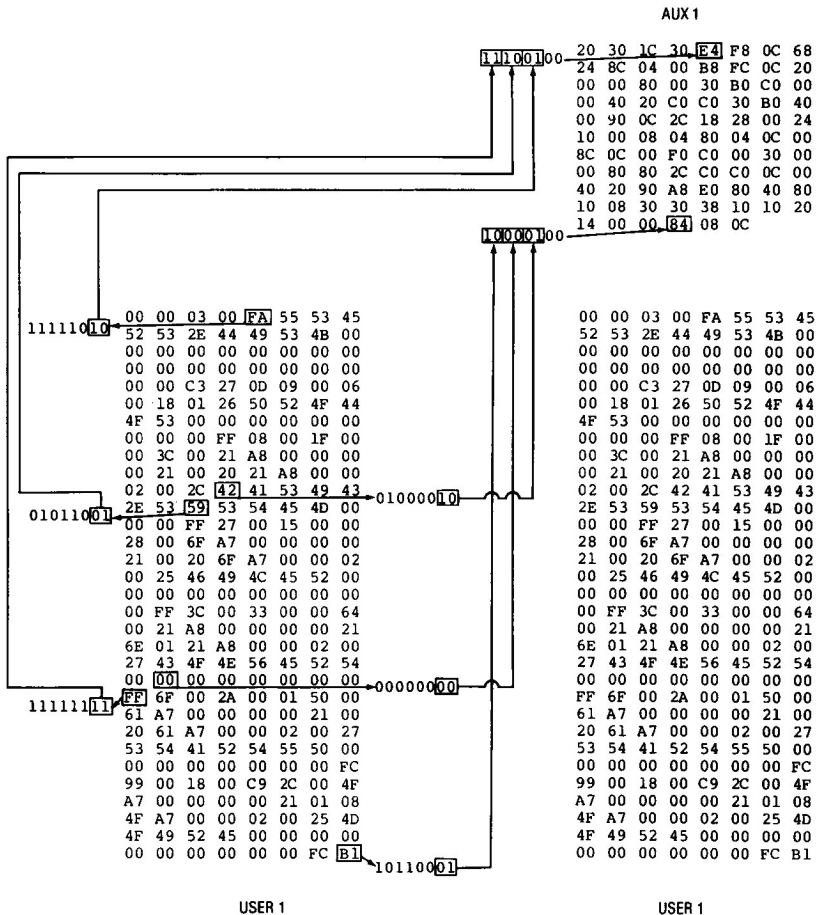 AUX 1
11100100
20 30 1C 30 E4 F8 0C 68
24 8C 04 00 B8 FC 0C 20
00 00 80 00 30 B0 C0 00
00 40 20 C0 C0 30 B0 40
00 90 0C 2C 18 28 00 24
10 00 08 04 80 04 0C 00
8C 0C 00 F0 C0 00 30 00
00 80 80 2C C0 C0 0C 00
40 20 90 A8 E0 80 40 80
10 08 30 30 38 10 10 20
14 00 00 84 08 0C
10000100
11111010
00 00 03 00 FA 55 53 45
52 53 2E 44 49 53 4B 00
00 00 00 00 00 00 00 00
00 00 00 00 00 00 00 00
00 00 C3 27 0D 09 00 06
00 18 01 26 50 52 4F 44
4F 53 00 00 00 00 00 00
00 00 00 FF 08 00 1F 00
00 3C 00 21 A8 00 00 00
00 21 00 20 21 A8 00 00
02 00 2C 42 41 53 49 43
2E 53 59 53 54 45 4D 00
00 00 FF 27 00 15 00 00
28 00 6F A7 00 00 00 00
21 00 20 6F A7 00 00 02
00 25 46 49 4C 45 52 00
00 00 00 00 00 00 00 00
00 FF 3C 00 33 00 00 64
00 21 A8 00 00 00 00 21
6E 01 21 A8 00 00 02 00
27 43 4F 4E 56 45 52 54
00 00 00 00 00 00 00 00
FF 6F 00 2A 00 01 50 00
61 A7 00 00 00 00 21 00
20 61 A7 00 00 02 00 27
53 54 41 52 54 55 50 00
00 00 00 00 00 00 00 FC
99 00 18 00 C9 2C 00 4F
A7 00 00 00 00 21 01 08
4F A7 00 00 02 00 25 4D
4F 49 52 45 00 00 00 00
00 00 00 00 00 00 FC B1
01000010
01011001
00000000
11111111
10110001
USER 1
00 00 03 00 FA 55 53 45
52 53 2E 44 49 53 4B 00
00 00 00 00 00 00 00 00
00 00 00 00 00 00 00 00
00 00 C3 27 0D 09 00 06
00 18 01 26 50 52 4F 44
4F 53 00 00 00 00 00 00
00 00 00 FF 08 00 1F 00
00 3C 00 21 A8 00 00 00
00 21 00 20 21 A8 00 00
02 00 2C 42 41 53 49 43
2E 53 59 53 54 45 4D 00
00 00 FF 27 00 15 00 00
28 00 6F A7 00 00 00 00
21 00 20 6F A7 00 00 02
00 25 46 49 4C 45 52 00
00 00 00 00 00 00 00 00
00 FF 3C 00 33 00 00 64
00 21 A8 00 00 00 00 21
6E 01 21 A8 00 00 02 00
27 43 4F 4E 56 45 52 54
00 00 00 00 00 00 00 00
FF 6F 00 2A 00 01 50 00
61 A7 00 00 00 00 21 00
20 61 A7 00 00 02 00 27
53 54 41 52 54 55 50 00
00 00 00 00 00 00 00 FC
99 00 18 00 C9 2C 00 4F
A7 00 00 00 00 21 01 08
4F A7 00 00 02 00 25 4D
4F 49 52 45 00 00 00 00
00 00 00 00 00 00 FC B1
USER 1